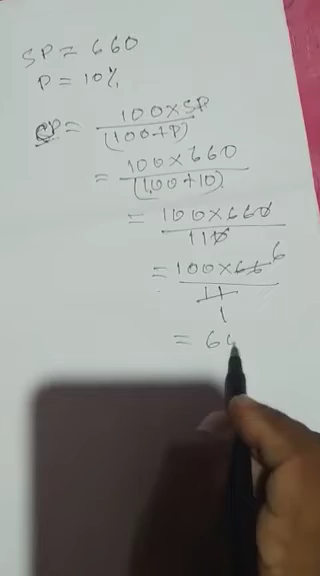 SP = 660
P = 10%
CP = 100×SP
(100+P)
= 100×660
(100+10)
= 100×660
110
= 100×66 6
11
1
= 60